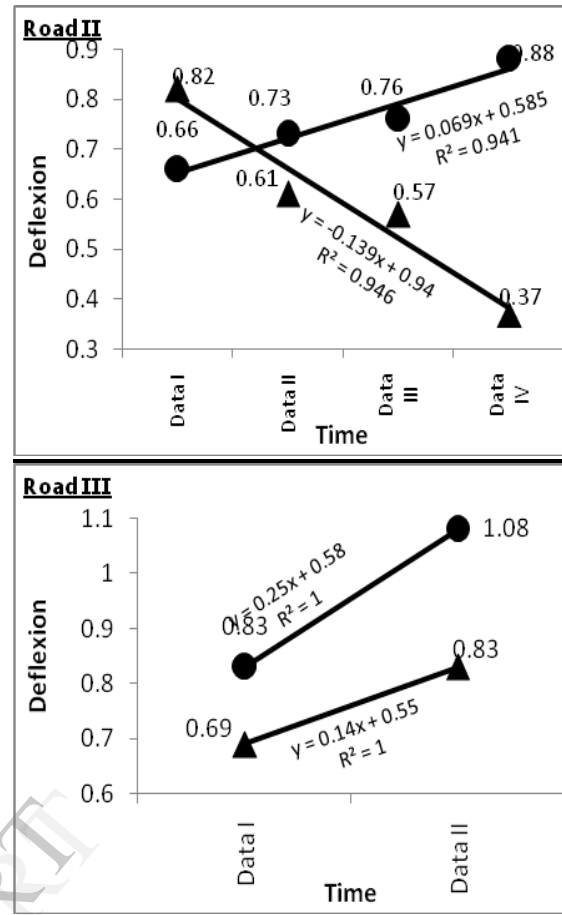 Road II
0.9
0.8
0.7
0.6
0.5
0.4
0.3
Deflexion
0.82
0.88
0.73
0.76
0.66
y = 0.069x + 0.585
R² = 0.941
0.61
0.57
y = -0.139x + 0.94
R² = 0.946
0.37
Data I
Data II
Data
III
Data
IV
Time
Road III
1.1
1
0.9
0.8
0.7
0.6
Deflexion
1.08
y = 0.25x + 0.58
R² = 1
0.83
0.83
0.69
y = 0.14x + 0.55
R² = 1
Data I
Data II
Time